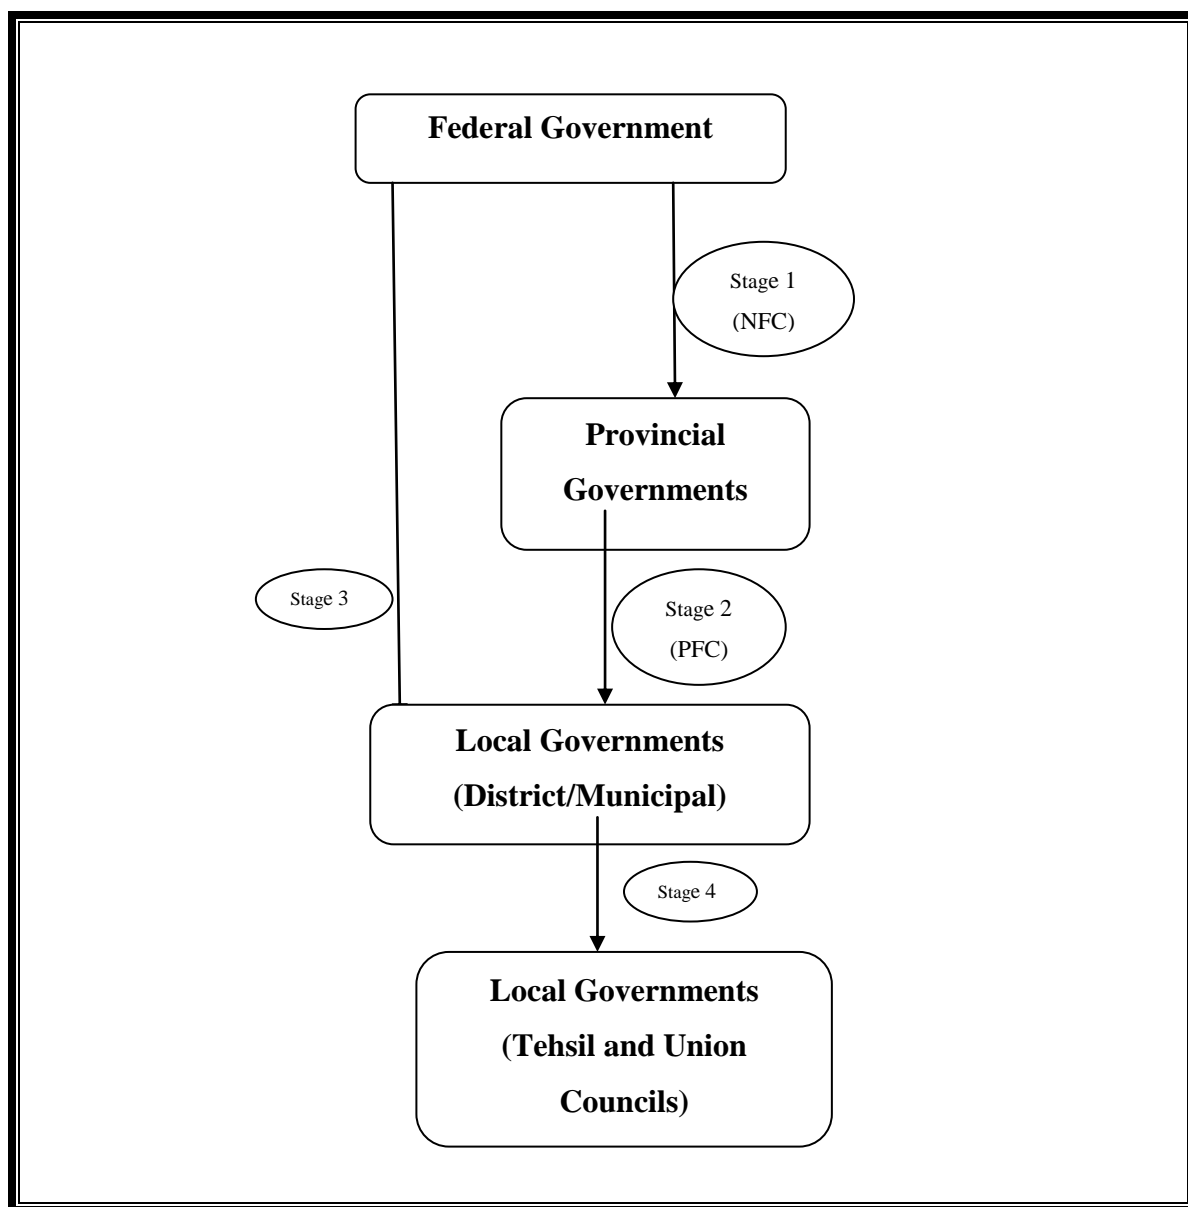 Federal Government
Stage 1
(NFC)
Provincial
Governments
Stage 3
Stage 2
(PFC)
Local Governments
(District/Municipal)
Stage 4
Local Governments
(Tehsil and Union
Councils)